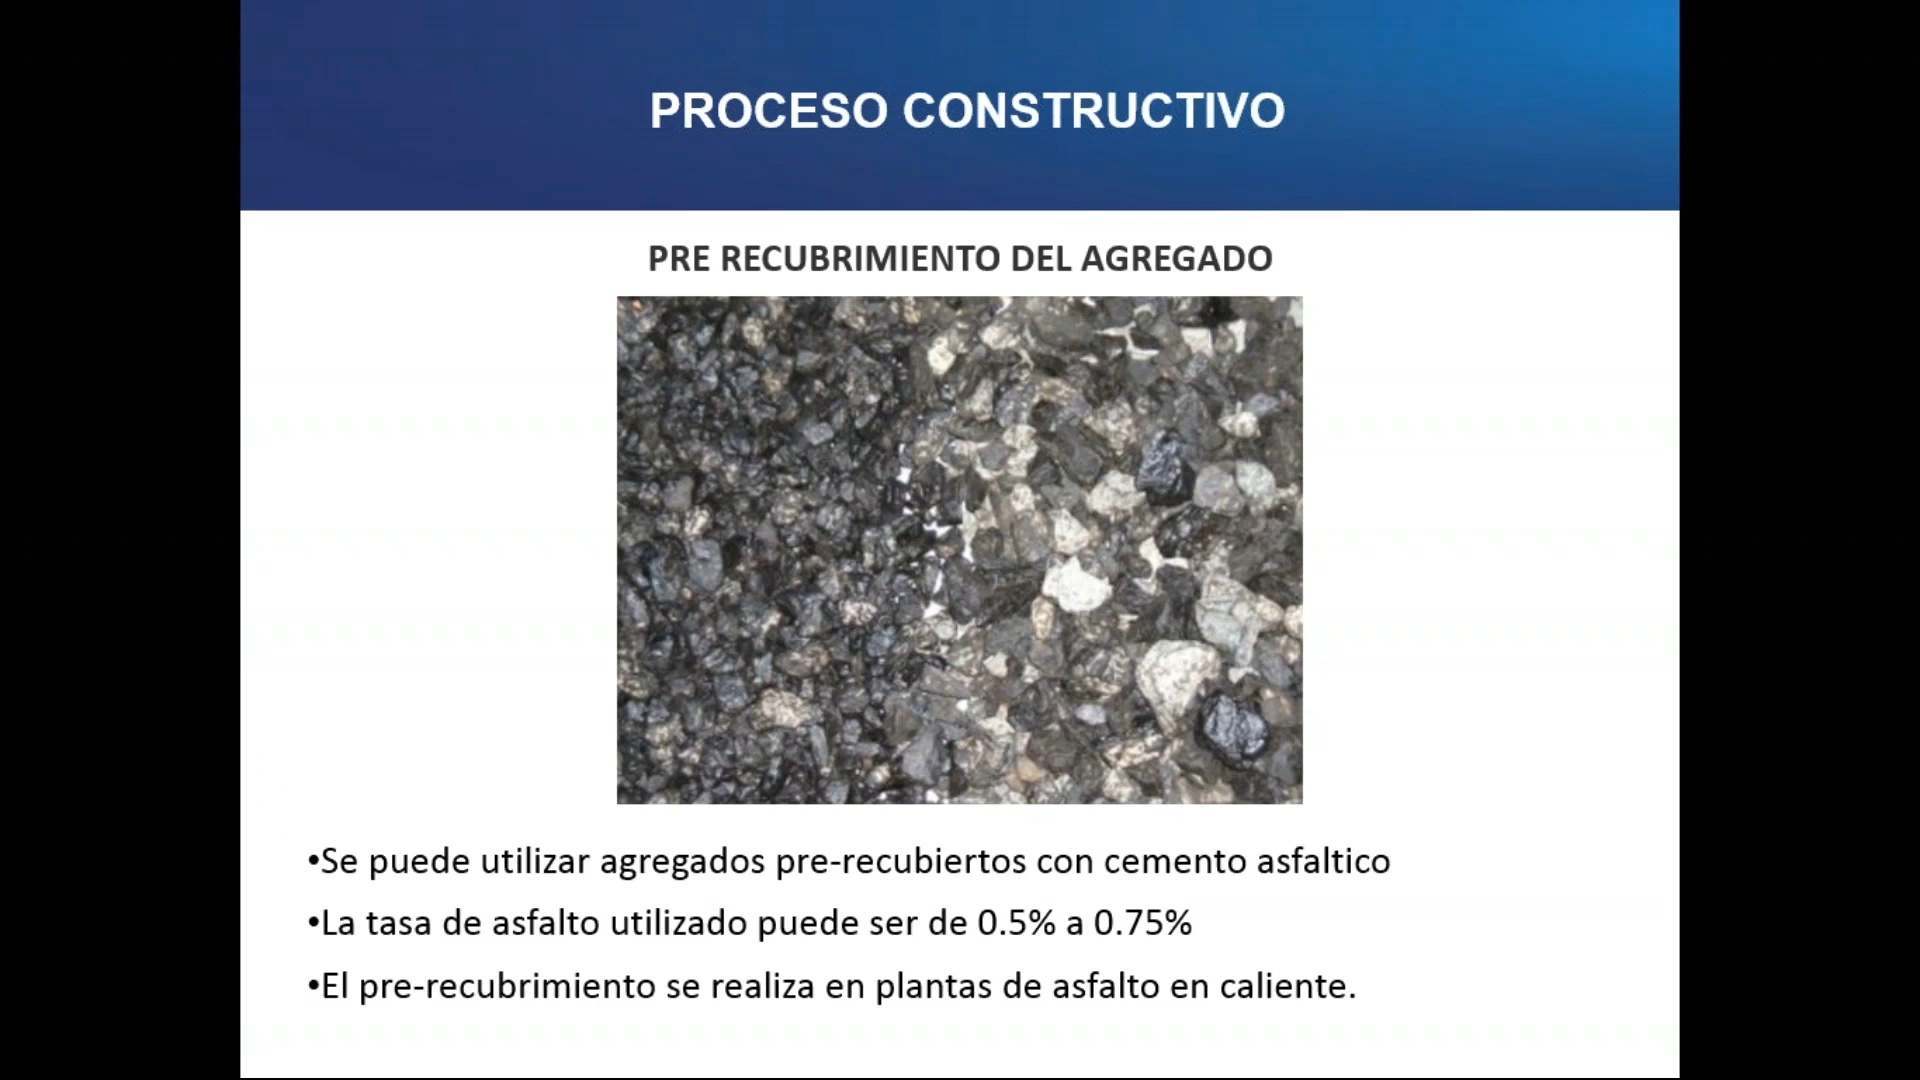 PROCESO CONSTRUCTIVO
PRE RECUBRIMIENTO DEL AGREGADO
•Se puede utilizar agregados pre-recubiertos con cemento asfaltico
•La tasa de asfalto utilizado puede ser de 0.5% a 0.75%
•El pre-recubrimiento se realiza en plantas de asfalto en caliente.